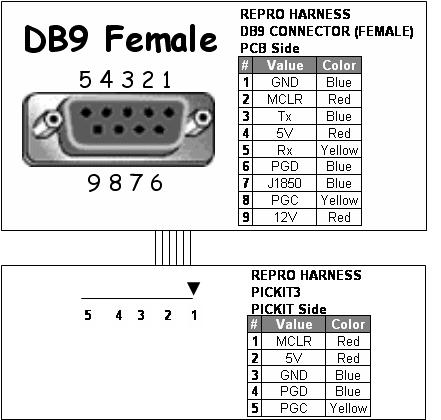 DB9 Female
5 4 3 2 1
9 8 7 6
REPRO HARNESS
DB9 CONNECTOR (FEMALE)
PCB Side
# Value Color
1 GND Blue
2 MCLR Red
3 Tx Blue
4 5V Red
5 Rx Yellow
6 PGD Blue
7 J1850 Blue
8 PGC Yellow
9 12V Red
5 4 3 2 1
REPRO HARNESS
PICKIT3
PICKIT Side
# Value Color
1 MCLR Red
2 5V Red
3 GND Blue
4 PGD Blue
5 PGC Yellow